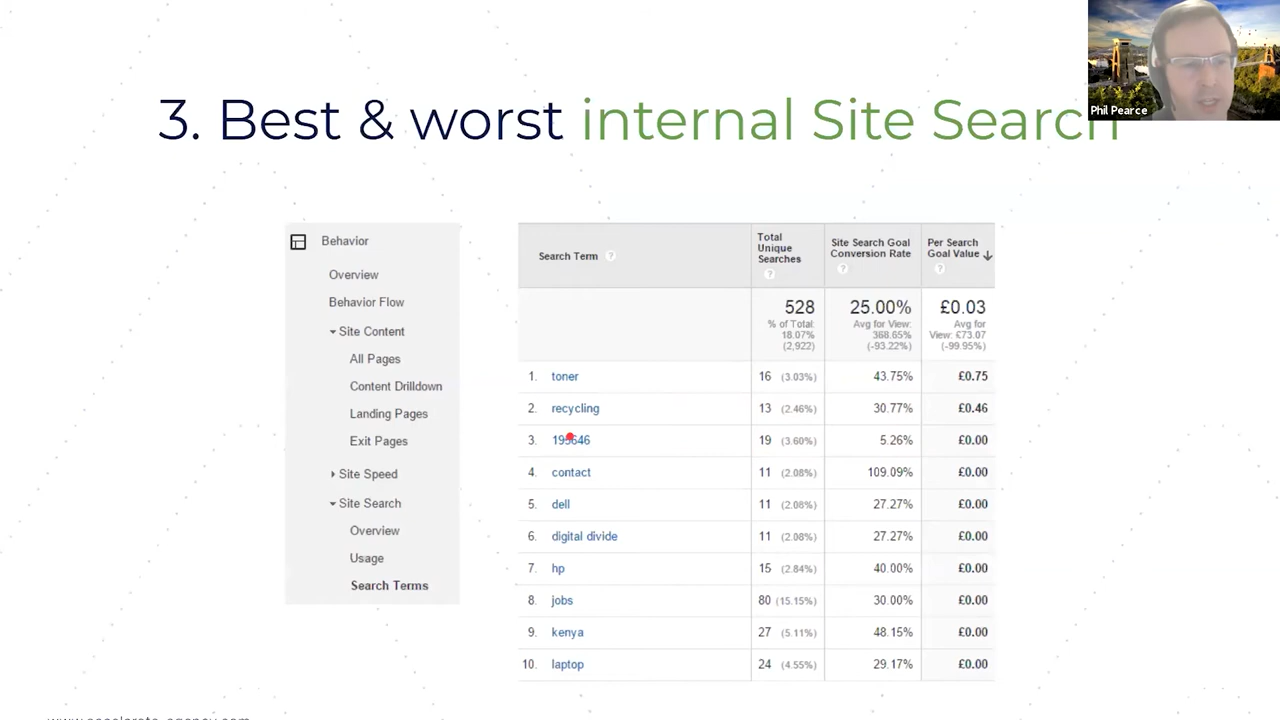 Phil Pearce
3. Best & worst internal Site Search
Behavior
Overview
Behavior Flow
Site Content
All Pages
Content Drilldown
Landing Pages
Exit Pages
Site Speed
Site Search
Overview
Usage
Search Terms
Search Term ?
Total Unique Searches ?
Site Search Goal Conversion Rate ?
Per Search Goal Value ?
528 % of Total: 18.07% (2,922)
25.00% Avg for View: 368.65% (-93.22%)
£0.03 Avg for View: £73.07 (-99.95%)
1. toner 16 (3.03%) 43.75% £0.75
2. recycling 13 (2.46%) 30.77% £0.46
3. 19 (3.60%) 5.26% £0.00
4. contact 11 (2.08%) 109.09% £0.00
5. dell 11 (2.08%) 27.27% £0.00
6. digital divide 11 (2.08%) 27.27% £0.00
7. hp 15 (2.84%) 40.00% £0.00
8. jobs 80 (15.15%) 30.00% £0.00
9. kenya 27 (5.11%) 48.15% £0.00
10. laptop 24 (4.55%) 29.17% £0.00